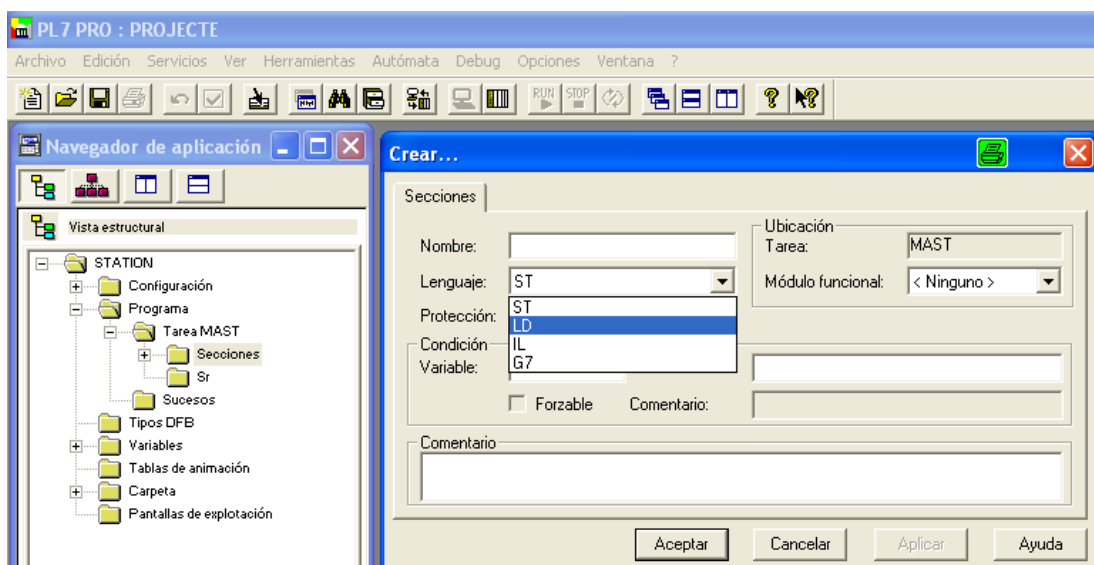 PL7 PRO : PROJECTE
Archivo Edición Servicios Ver Herramientas Autómata Debug Opciones Ventana ?
RUN STOP
Navegador de aplicación
Vista estructural
STATION
Configuración
Programa
Tarea MAST
Secciones
Sr
Sucesos
Tipos DFB
Variables
Tablas de animación
Carpeta
Pantallas de explotación
Crear...
Secciones
Nombre:
Lenguaje: ST
ST
LD
IL
G7
Protección:
Ubicación
Tarea: MAST
Módulo funcional: < Ninguno >
Condición
Variable:
Forzable Comentario:
Comentario
Aceptar Cancelar Aplicar Ayuda